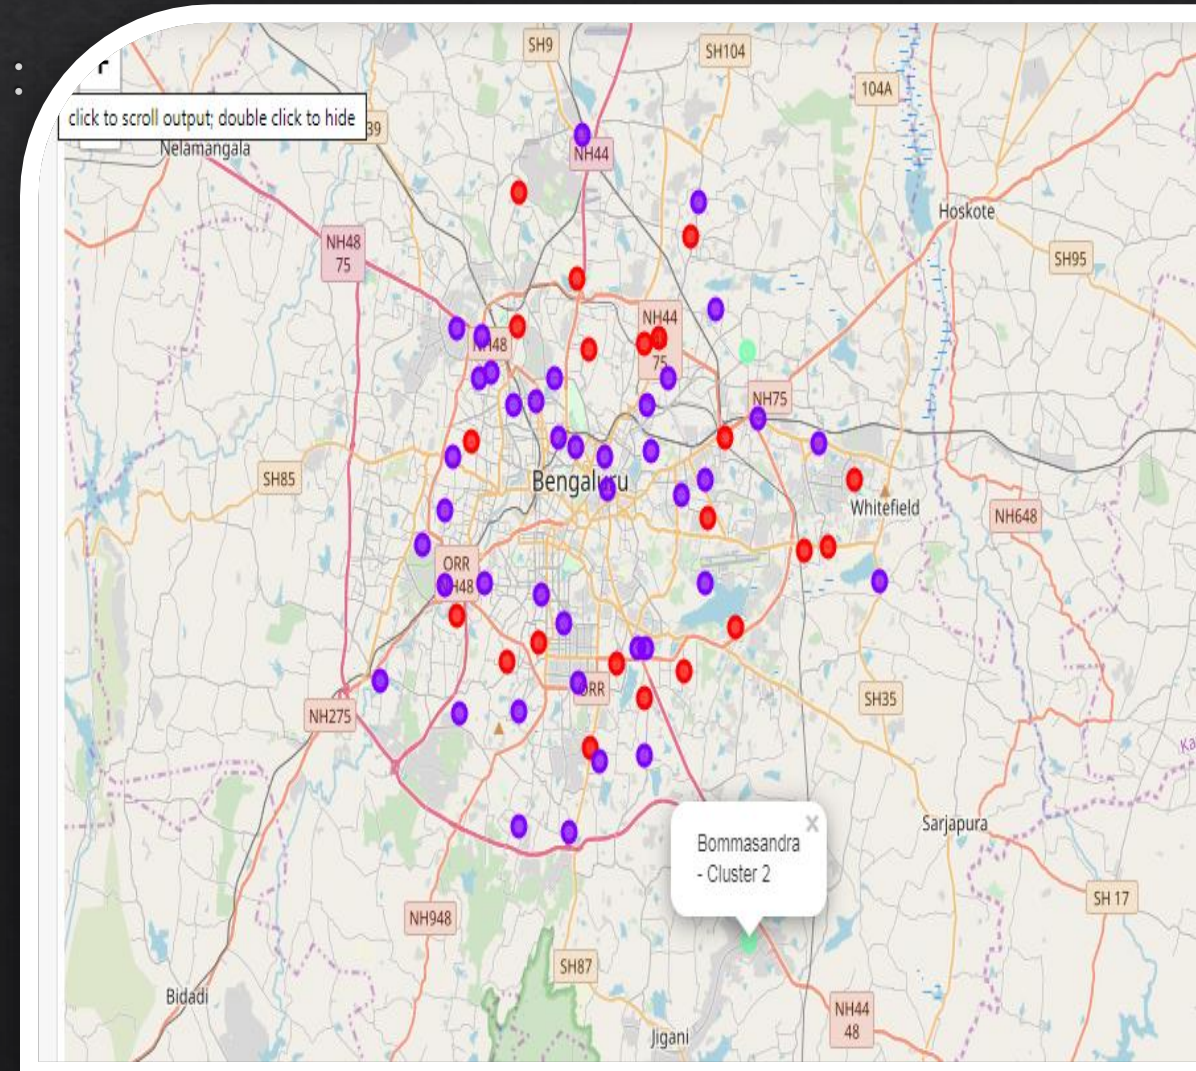 SH9
SH104
104A
click to scroll output; double click to hide
39
Nelamangala
NH44
Hoskote
NH48
75
SH95
NH44
75
NH48
NH75
SH85
Bengaluru
Whitefield
NH648
ORR
NH48
ORR
SH35
NH275
Ka
Bommasandra
- Cluster 2
×
Sarjapura
SH 17
NH948
SH87
Bidadi
NH44
48
Jigani